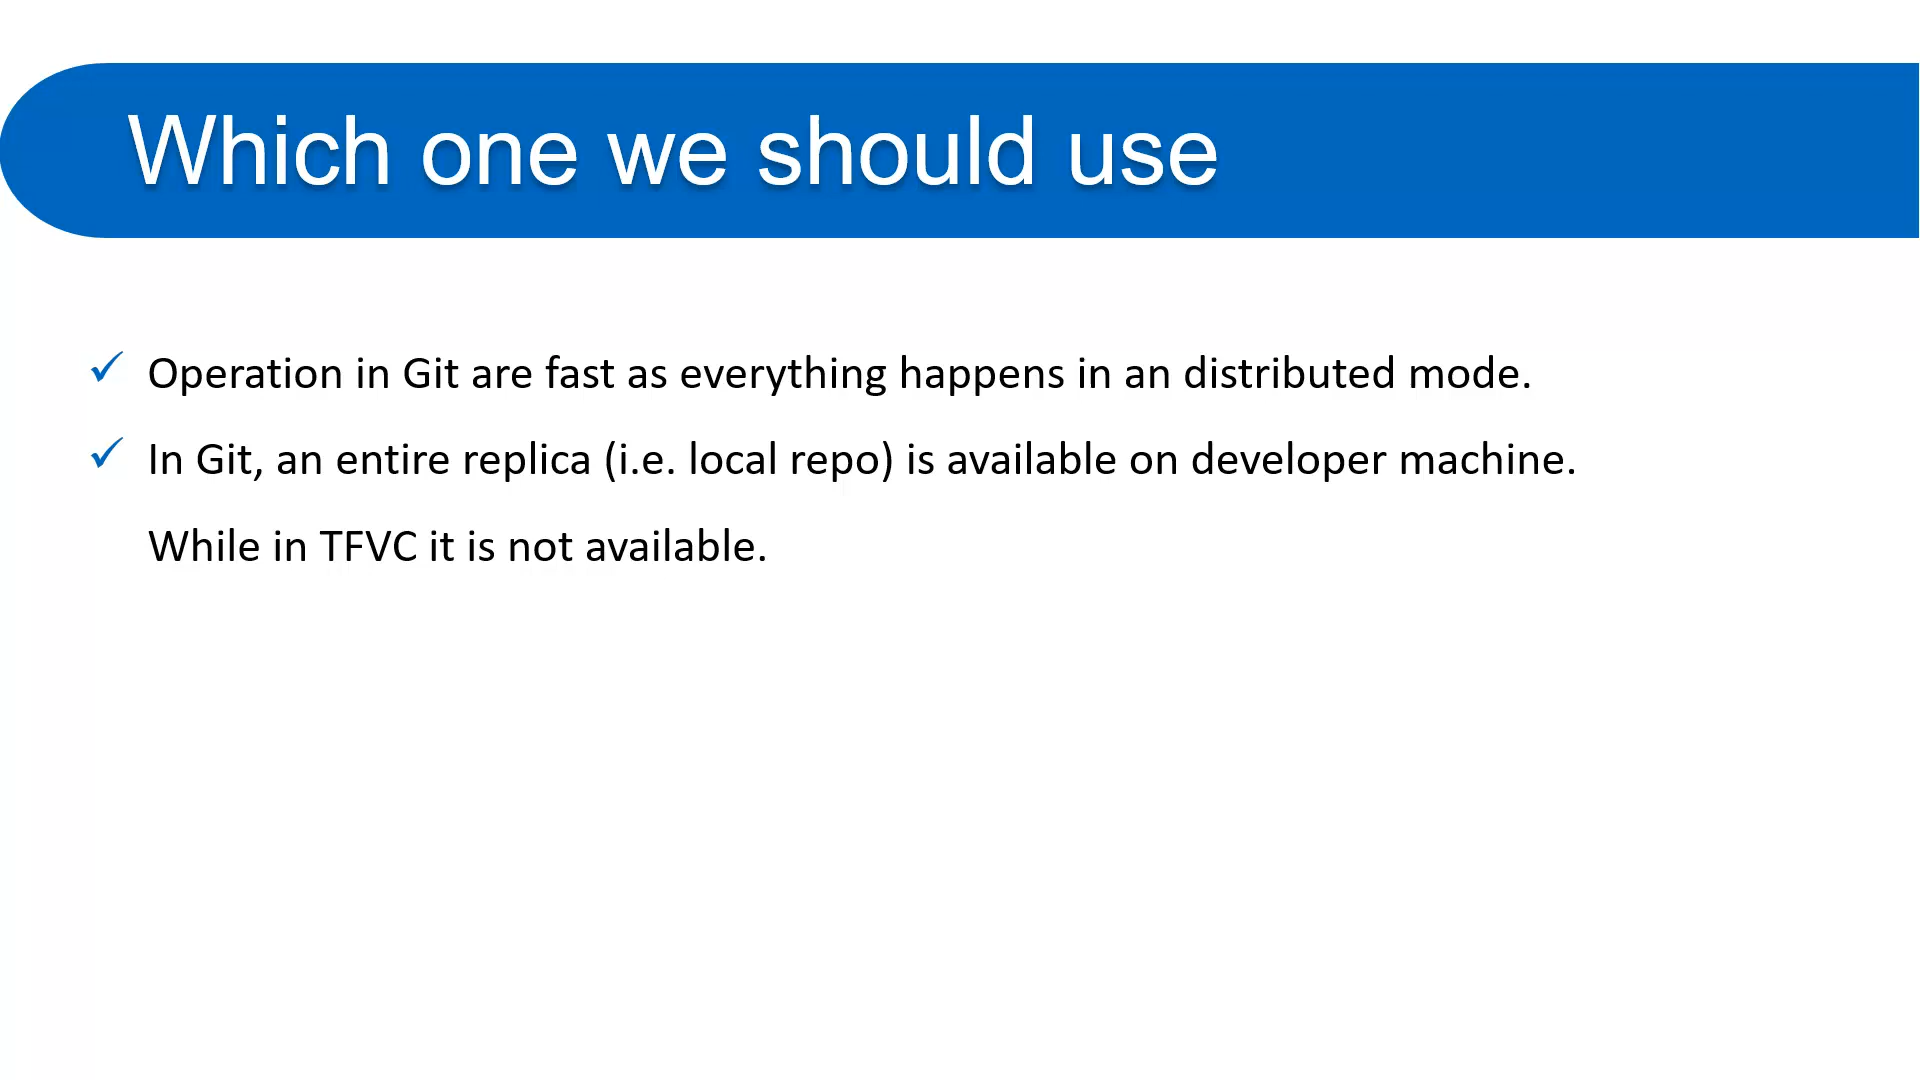 Which one we should use
Operation in Git are fast as everything happens in an distributed mode.
In Git, an entire replica (i.e. local repo) is available on developer machine.
While in TFVC it is not available.